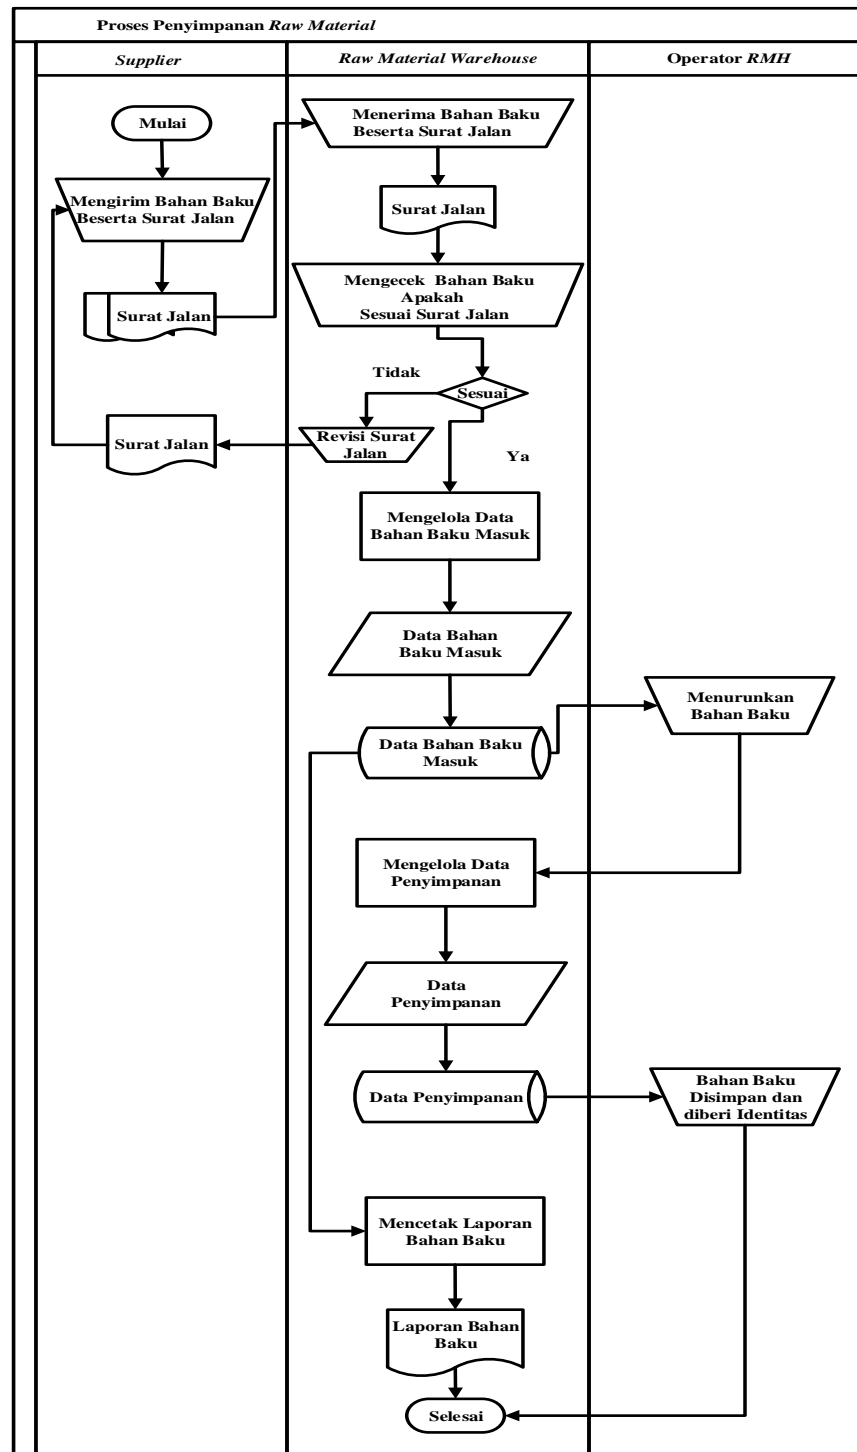 Proses Penyimpanan Raw Material
Supplier
Raw Material Warehouse
Operator RMH
Mulai
Menerima Bahan Baku
Beserta Surat Jalan
Mengirim Bahan Baku
Beserta Surat Jalan
Surat Jalan
Surat Jalan
Mengecek Bahan Baku
Apakah
Sesuai Surat Jalan
Tidak
Sesuai
Surat Jalan
Revisi Surat
Jalan
Ya
Mengelola Data
Bahan Baku Masuk
Data Bahan
Baku Masuk
Menurunkan
Bahan Baku
Data Bahan Baku
Masuk
Mengelola Data
Penyimpanan
Data
Penyimpanan
Data Penyimpanan
Bahan Baku
Disimpan dan
diberi Identitas
Mencetak Laporan
Bahan Baku
Laporan Bahan
Baku
Selesai